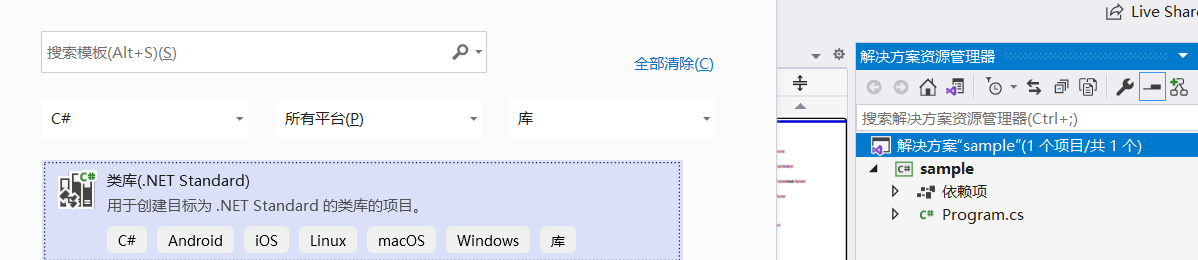 Live Share
搜索模板(Alt+S)(S)
全部清除(C)
C#
所有平台(P)
库
类库(.NET Standard)
用于创建目标为 .NET Standard 的类库的项目。
C# Android iOS Linux macOS Windows 库
解决方案资源管理器
搜索解决方案资源管理器(Ctrl+;)
解决方案“sample”(1 个项目/共 1 个)
C# sample
依赖项
C# Program.cs